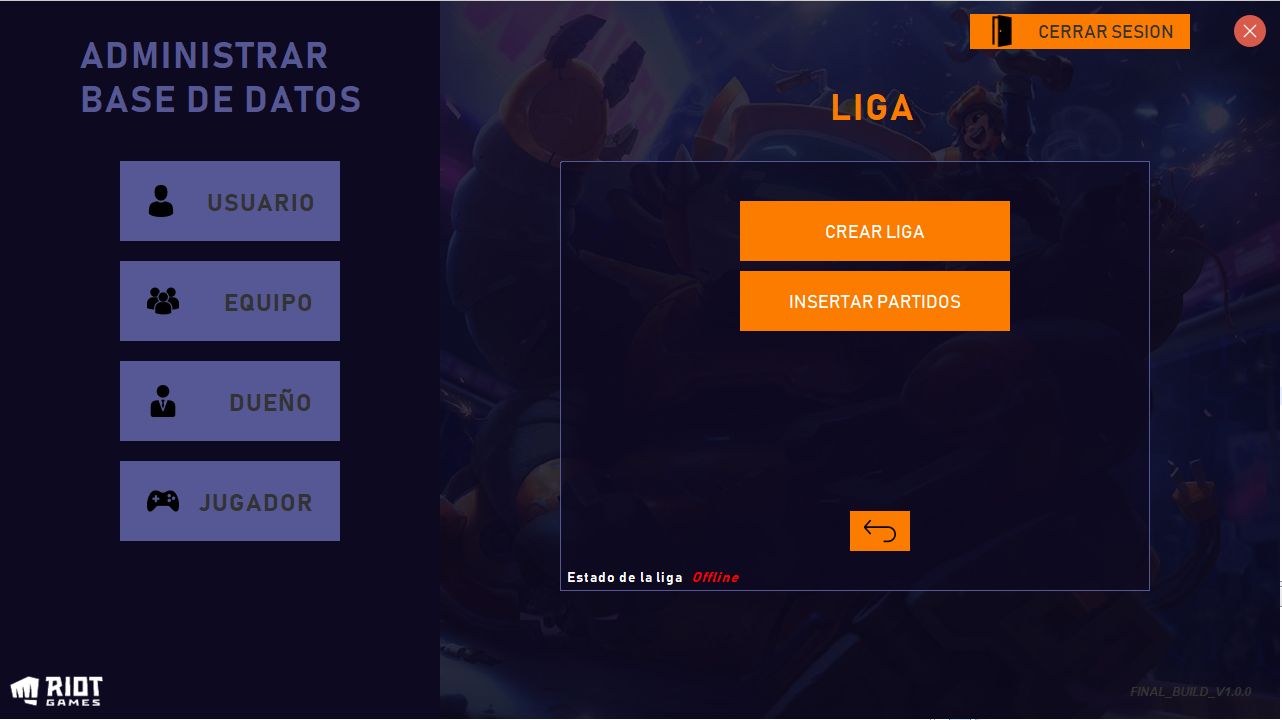 ADMINISTRAR
BASE DE DATOS
USUARIO
EQUIPO
DUEÑO
JUGADOR
RIOT
GAMES
CERRAR SESION
LIGA
CREAR LIGA
INSERTAR PARTIDOS
Estado de la liga Offline
FINAL_BUILD_V1.0.0